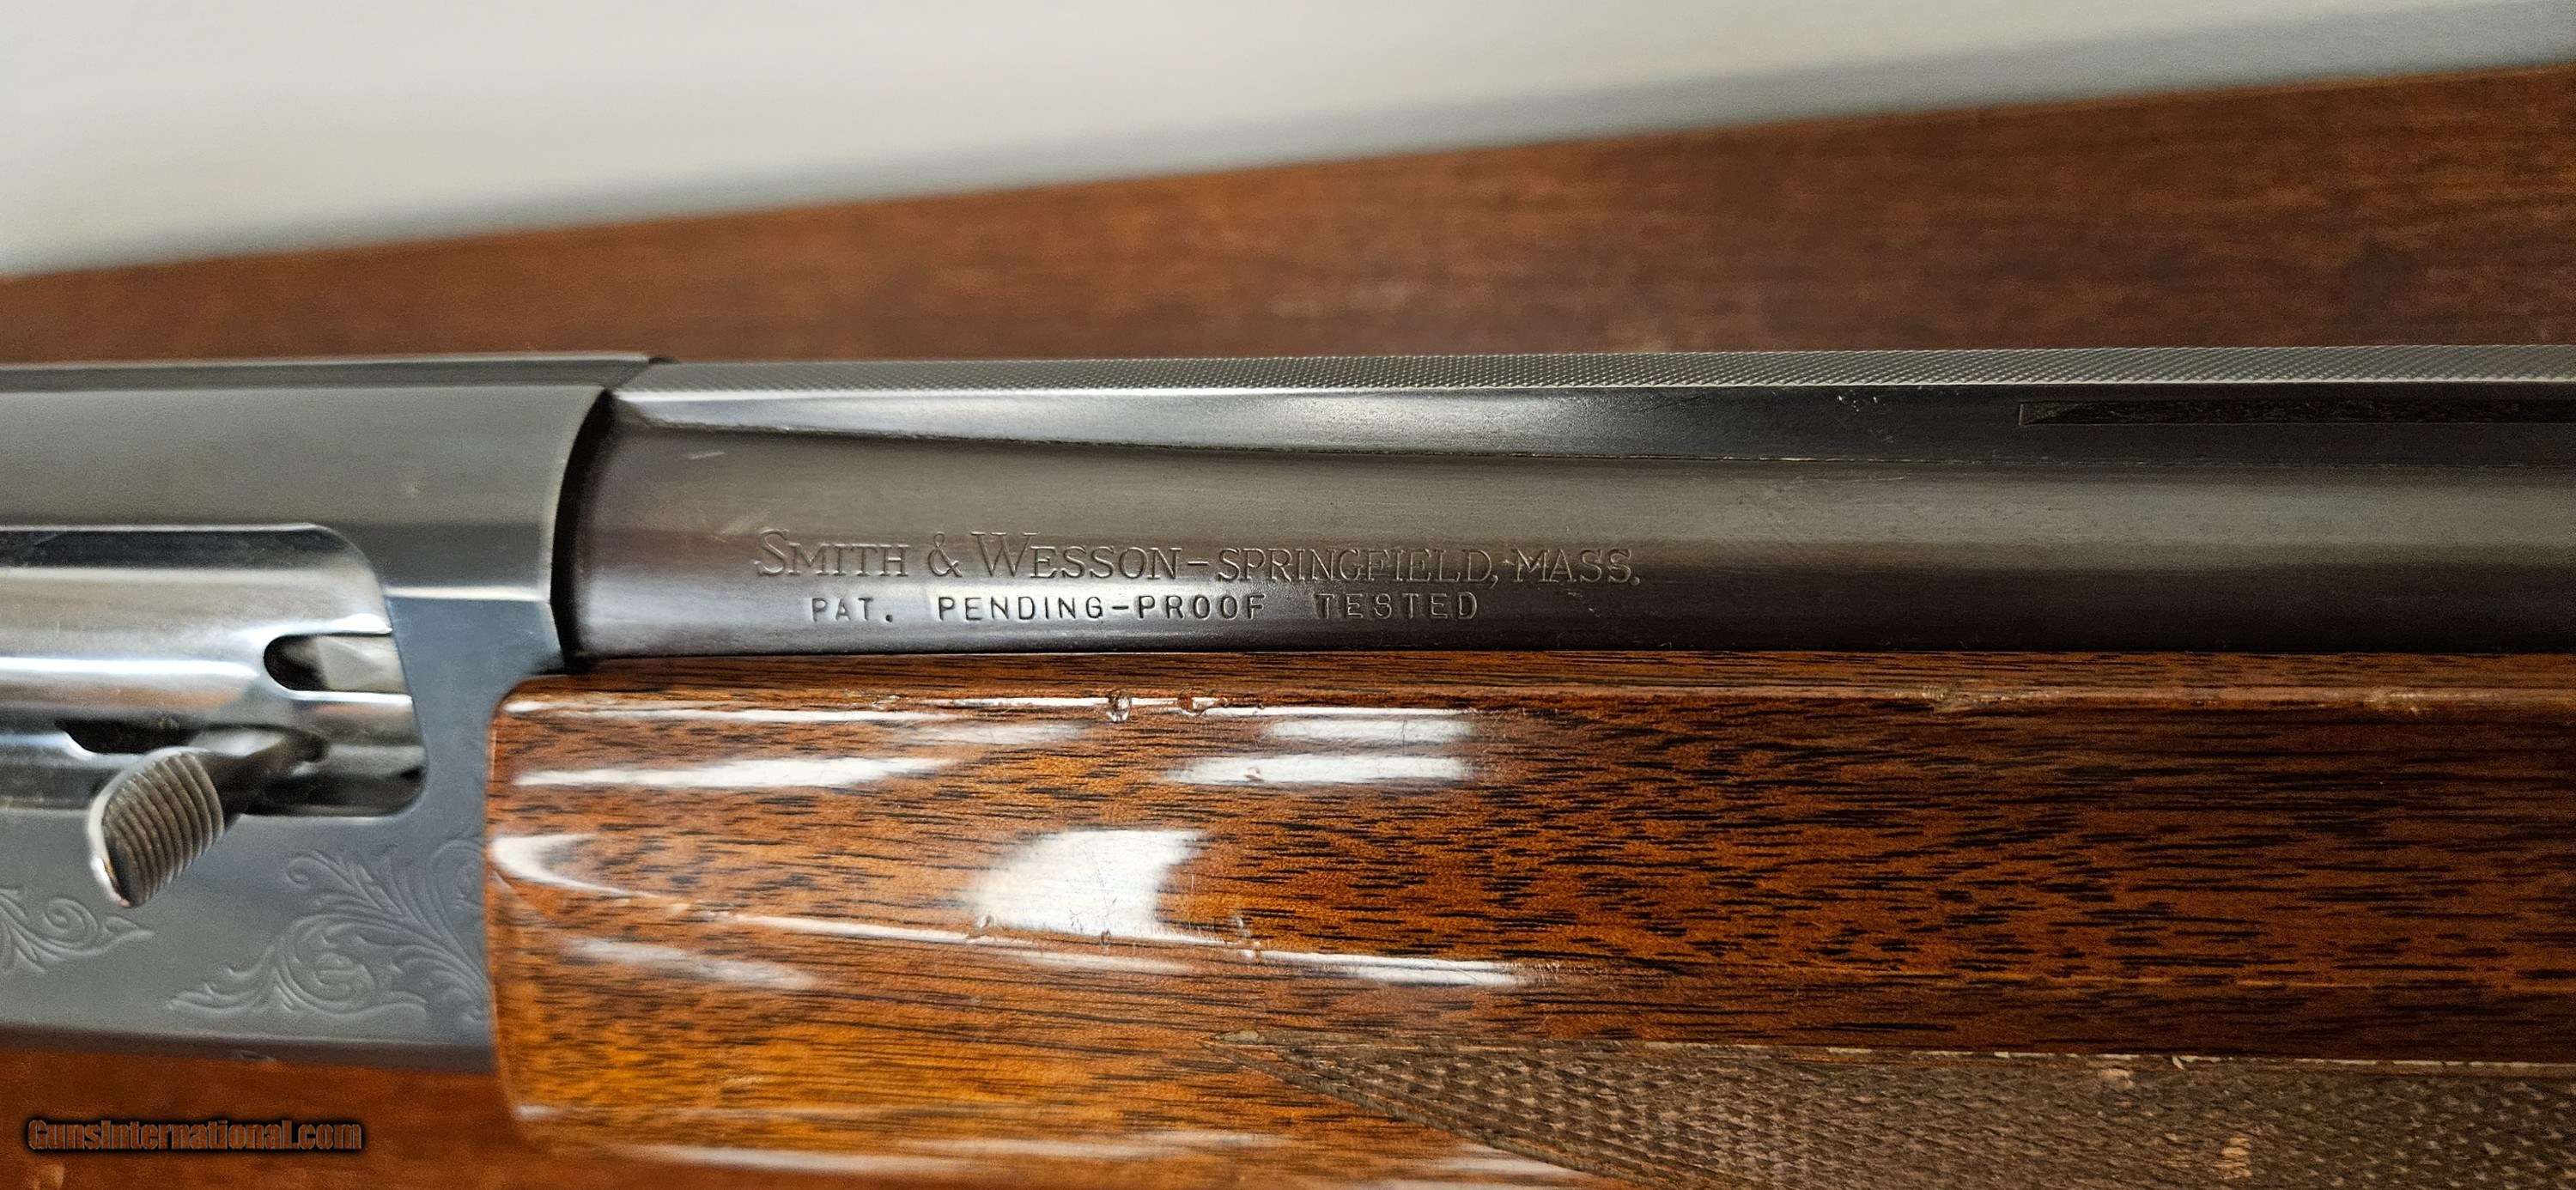 SMITH & WESSON-SPRINGFIELD, MASS.
PAT. PENDING-PROOF TESTED
GunsInternational.com